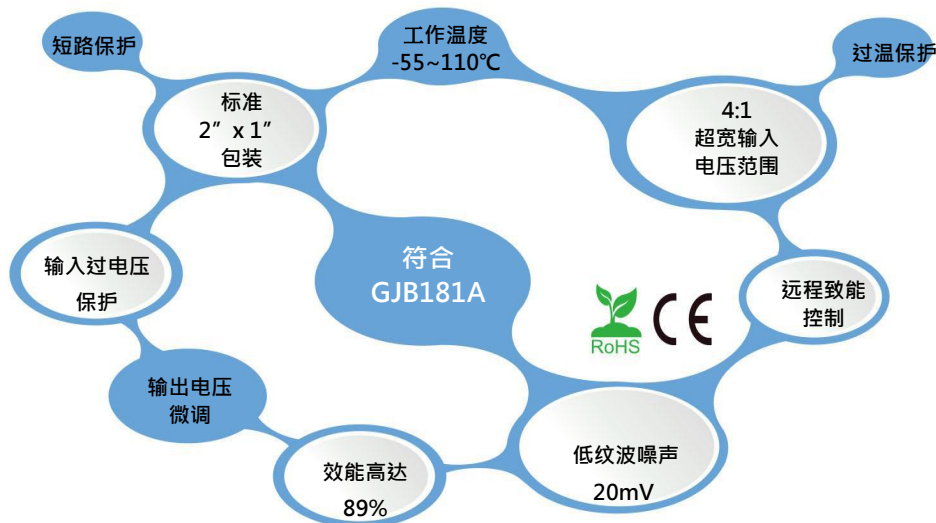 短路保护
工作温度
-55~110℃
过温保护
标准
2” x 1”
包装
4:1
超宽输入
电压范围
输入过电压
保护
符合
GJB181A
远程致能
控制
RoHS
CE
输出电压
微调
效能高达
89%
低纹波噪声
20mV